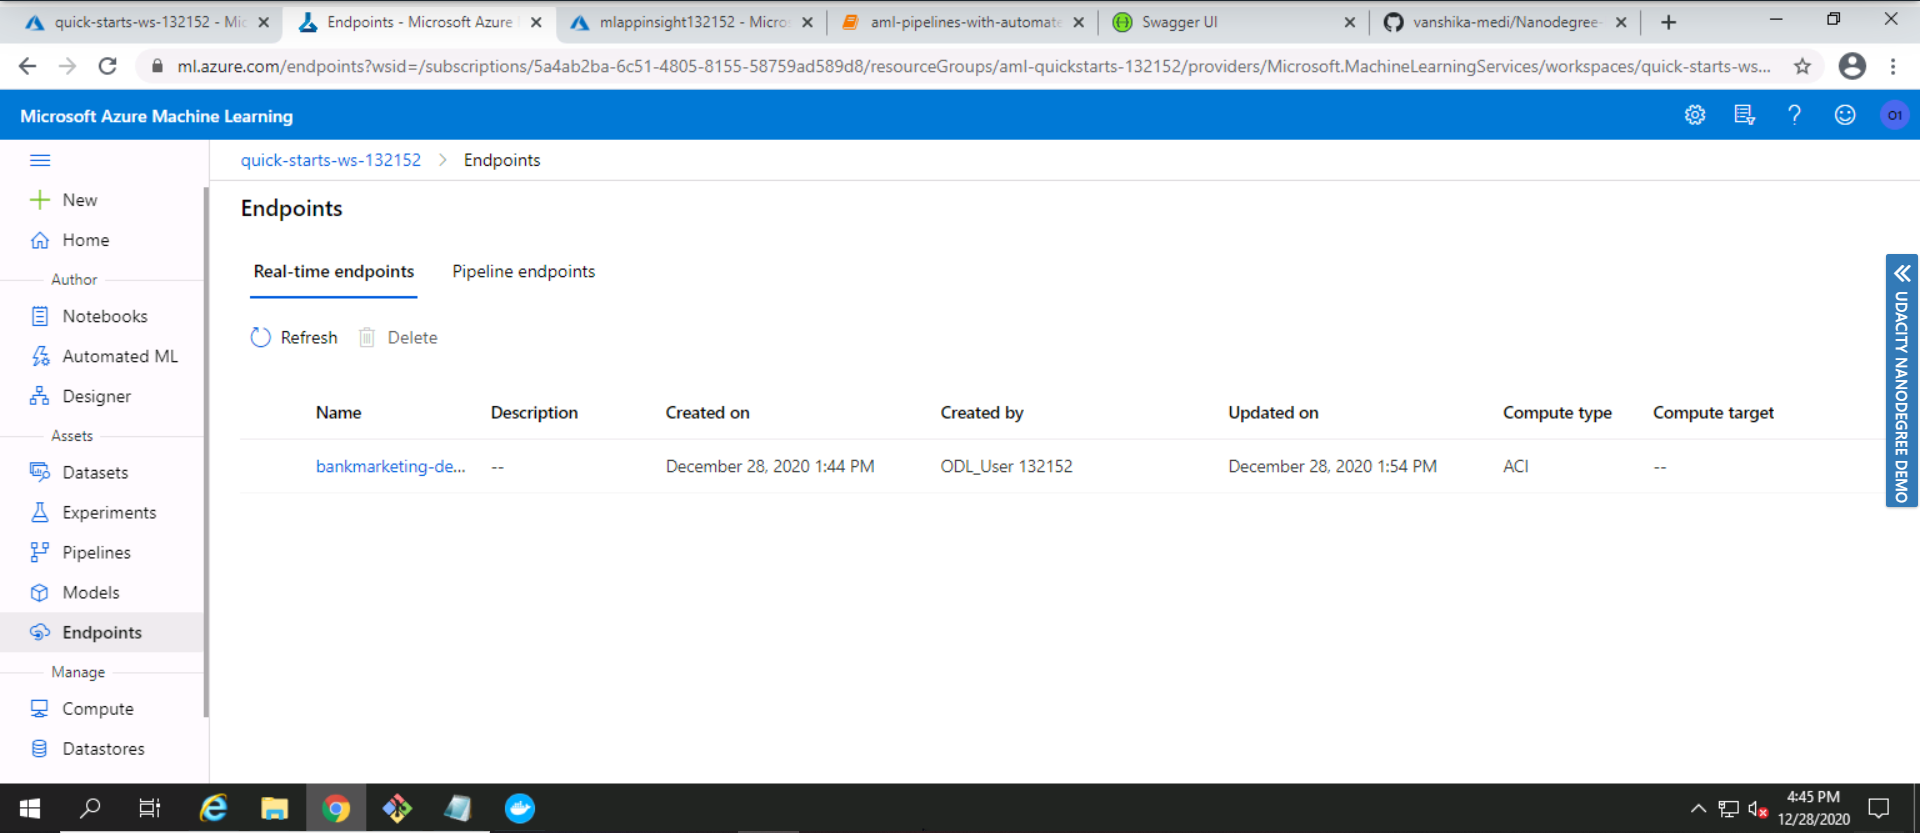 quick-starts-ws-132152 - Mic
Endpoints - Microsoft Azure
mlappinsight132152 - Micro
aml-pipelines-with-automate
Swagger UI
vanshika-medi/Nanodegree-
ml.azure.com/endpoints?wsid=/subscriptions/5a4ab2ba-6c51-4805-8155-58759ad589d8/resourceGroups/aml-quickstarts-132152/providers/Microsoft.MachineLearningServices/workspaces/quick-starts-ws...
Microsoft Azure Machine Learning
O1
quick-starts-ws-132152 > Endpoints
New
Home
Author
Notebooks
Automated ML
Designer
Assets
Datasets
Experiments
Pipelines
Models
Endpoints
Manage
Compute
Datastores
Endpoints
Real-time endpoints Pipeline endpoints
Refresh Delete
Name Description Created on Created by Updated on Compute type Compute target
bankmarketing-de... -- December 28, 2020 1:44 PM ODL_User 132152 December 28, 2020 1:54 PM ACI --
UDACITY NANODEGREE DEMO
4:45 PM
12/28/2020